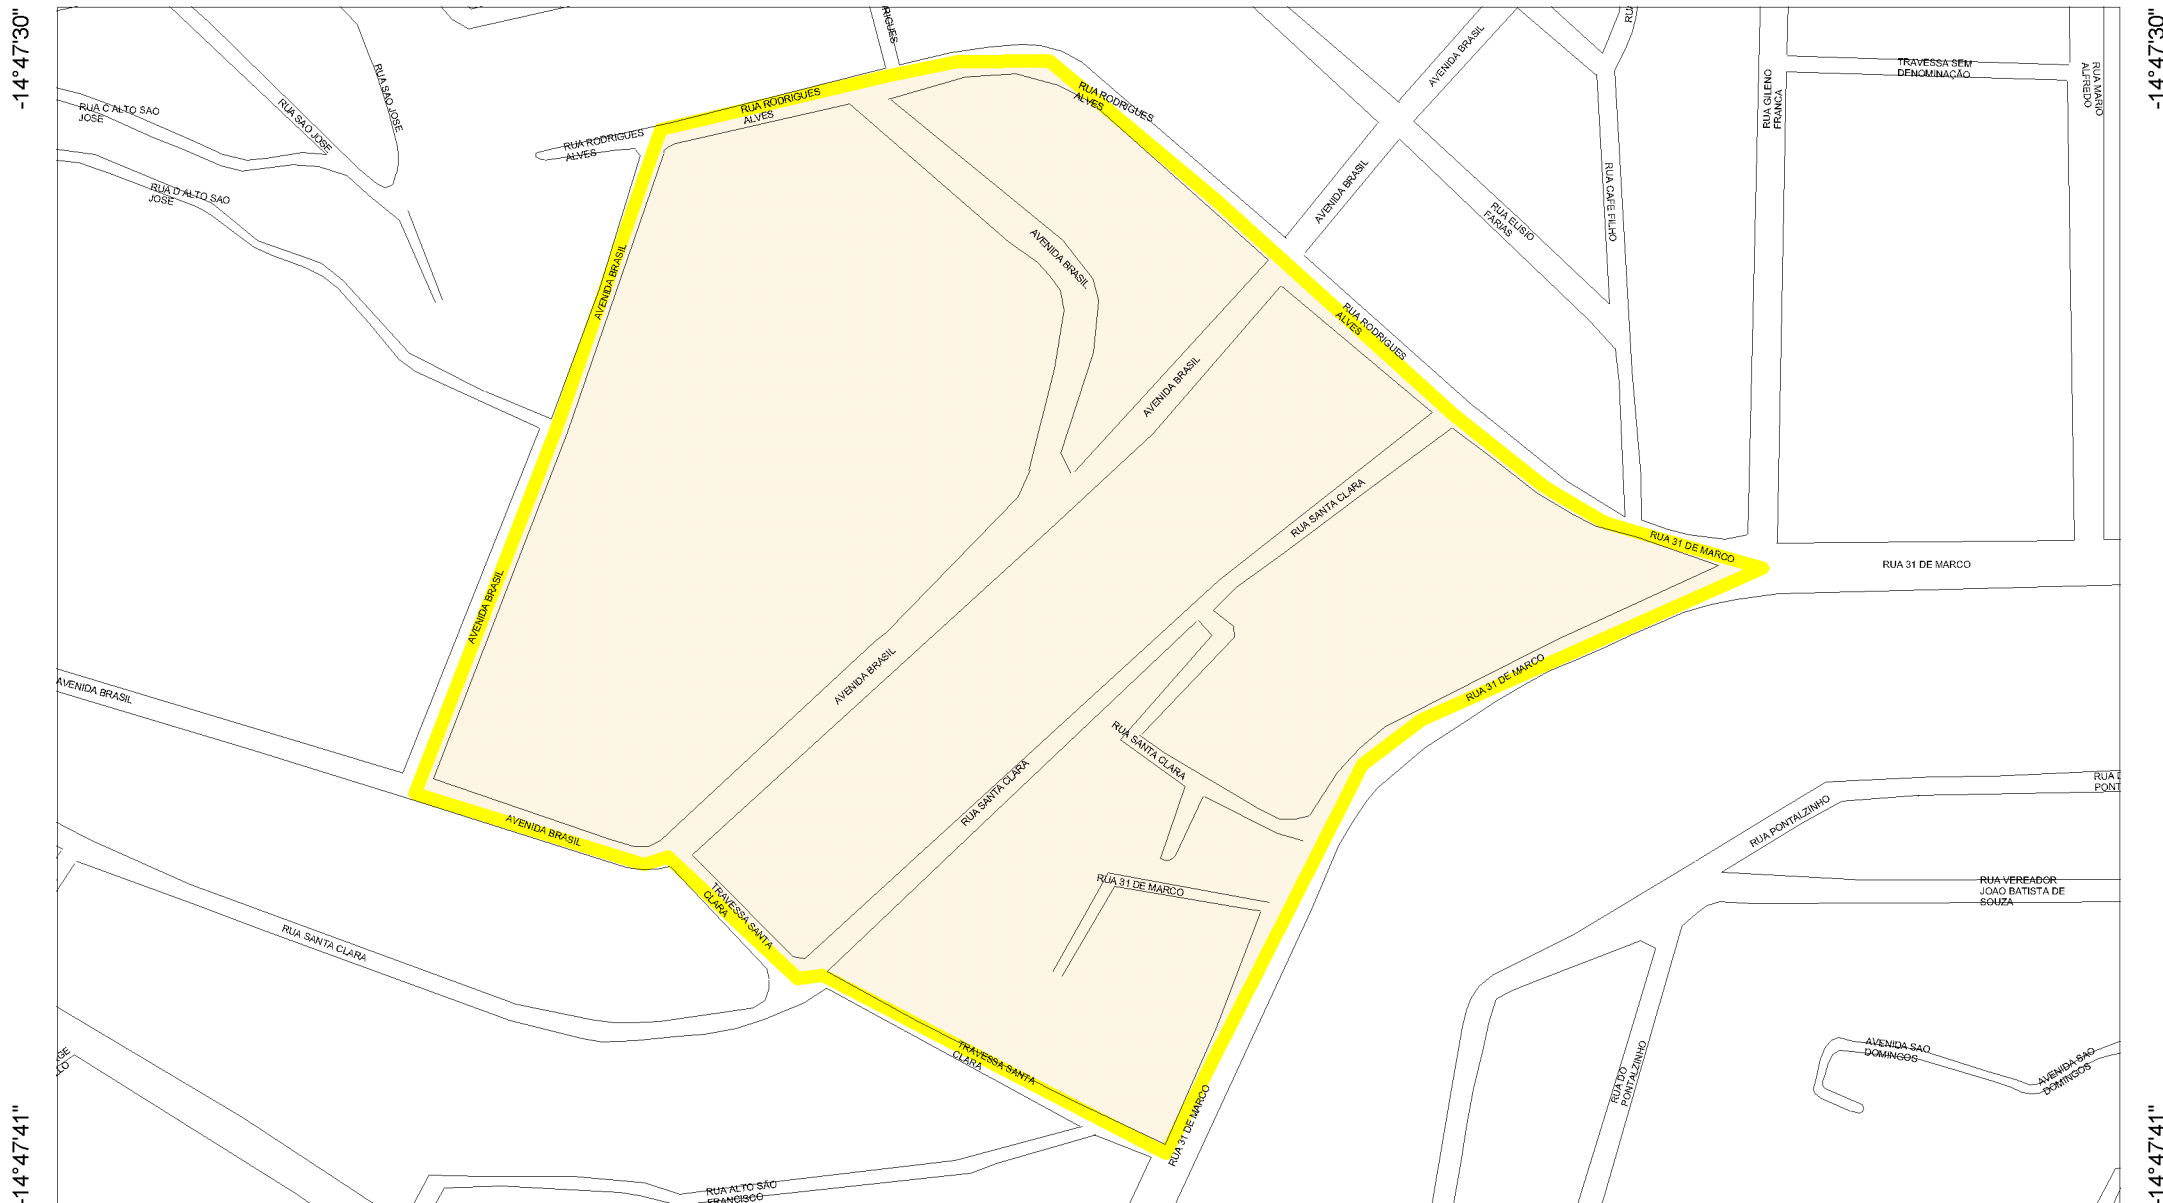 -14°47'30"
-14°47'30"
RIGUES
RUA SAO JOSE
RUA SAO JOSE
RUA C ALTO SAO
JOSE
RUA D ALTO SAO
JOSE
RUA RODRIGUES
ALVES
RUA RODRIGUES
ALVES
RUA RODRIGUES
ALVES
AVENIDA BRASIL
AVENIDA BRASIL
RUA
TRAVESSA SEM
DENOMINAÇÃO
RUA GILENO
FRANCA
RUA MARIO
ALFREDO
RUA CAFE FILHO
RUA ELISIO
FARIAS
AVENIDA BRASIL
AVENIDA BRASIL
RUA RODRIGUES
ALVES
AVENIDA BRASIL
RUA SANTA CLARA
RUA 31 DE MARCO
RUA 31 DE MARCO
AVENIDA BRASIL
AVENIDA BRASIL
AVENIDA BRASIL
RUA 31 DE MARCO
RUA SANTA CLARA
RUA SANTA CLARA
AVENIDA BRASIL
RUA PONTALZINHO
RUA D
PONT
RUA 31 DE MARCO
RUA VEREADOR
JOAO BATISTA DE
SOUZA
TRAVESSA SANTA
CLARA
RUA SANTA CLARA
TRAVESSA SANTA
CLARA
RUA 31 DE MARCO
RUA DO
PONTALZINHO
AVENIDA SAO
DOMINGOS
AVENIDA SAO
DOMINGOS
RUA ALTO SÃO
FRANCISCO
-14°47'41"
-14°47'41"